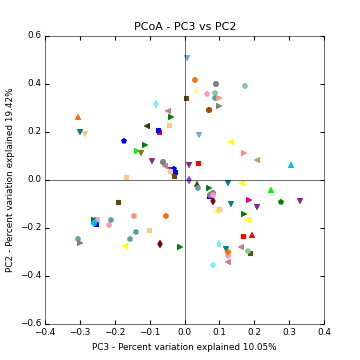 PCoA - PC3 vs PC2
0.6
0.4
0.2
0.0
−0.2
−0.4
−0.6
PC2 - Percent variation explained 19.42%
−0.4 −0.3 −0.2 −0.1 0.0 0.1 0.2 0.3 0.4
PC3 - Percent variation explained 10.05%